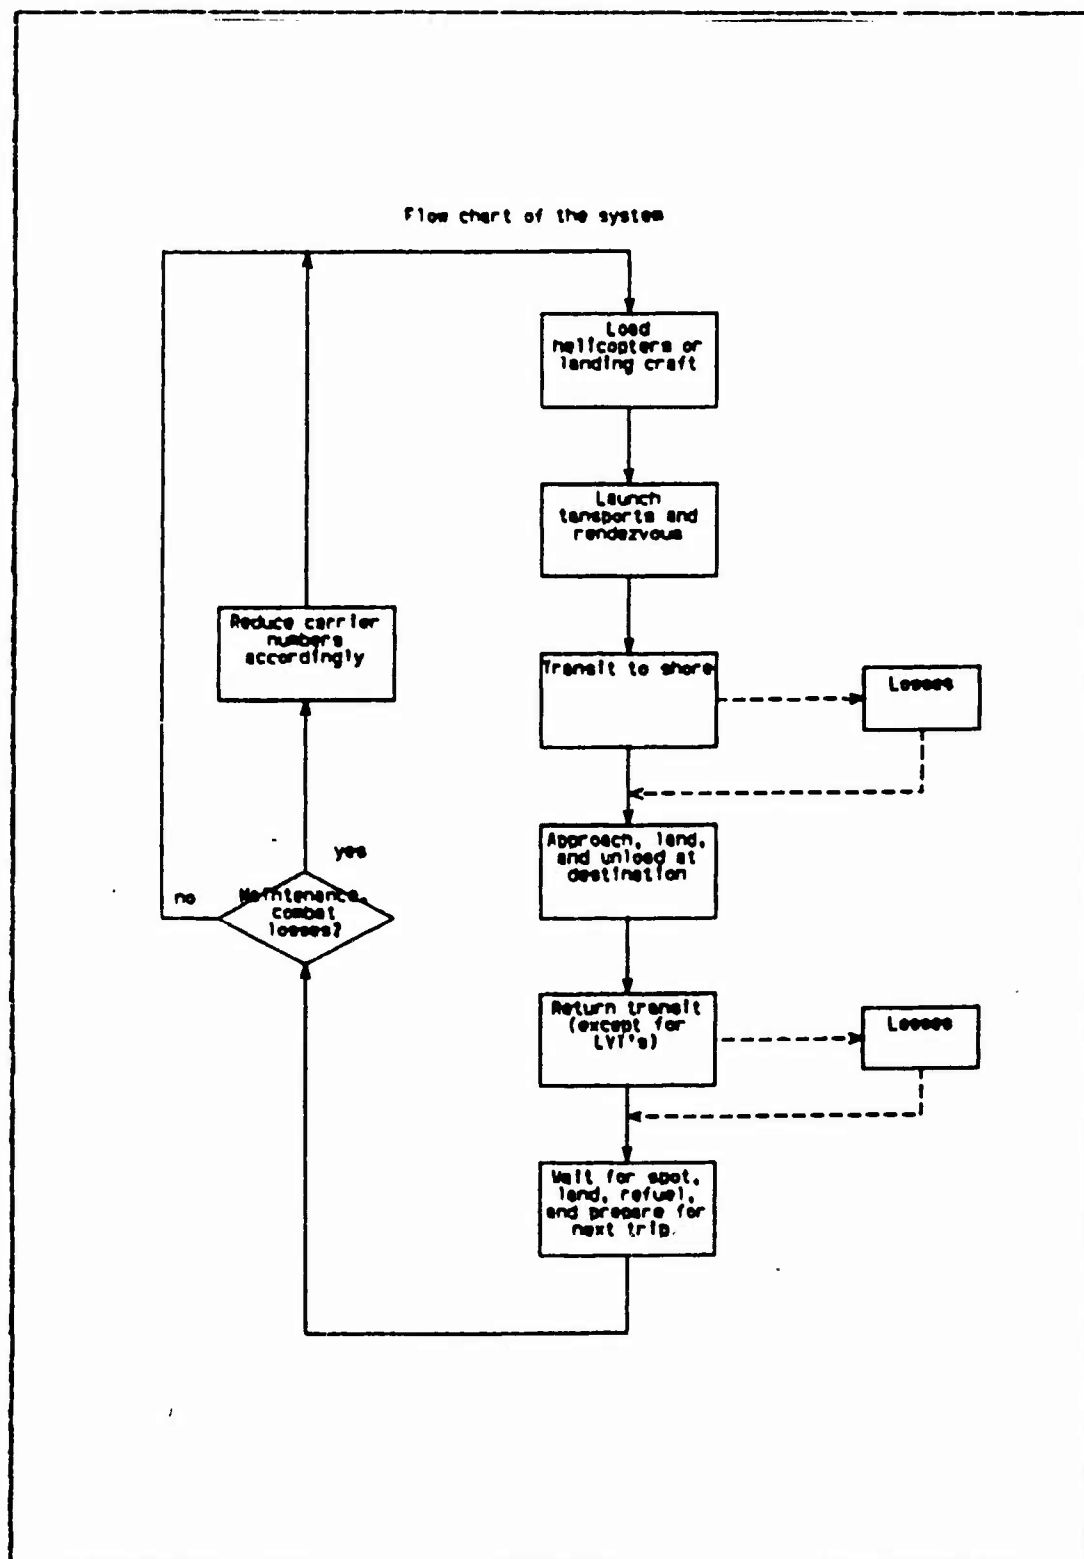 Flow chart of the system
Load
helicopters or
landing craft
Launch
tansports and
rendezvous
Reduce carrier
numbers
accordingly
Transit to shore
Losses
yes
no
Maintenance,
combat
losses?
Approach, land,
and unload at
destination
Return transit
(except for
LVT's)
Losses
Wait for spot,
land, refuel,
and prepare for
next trip.